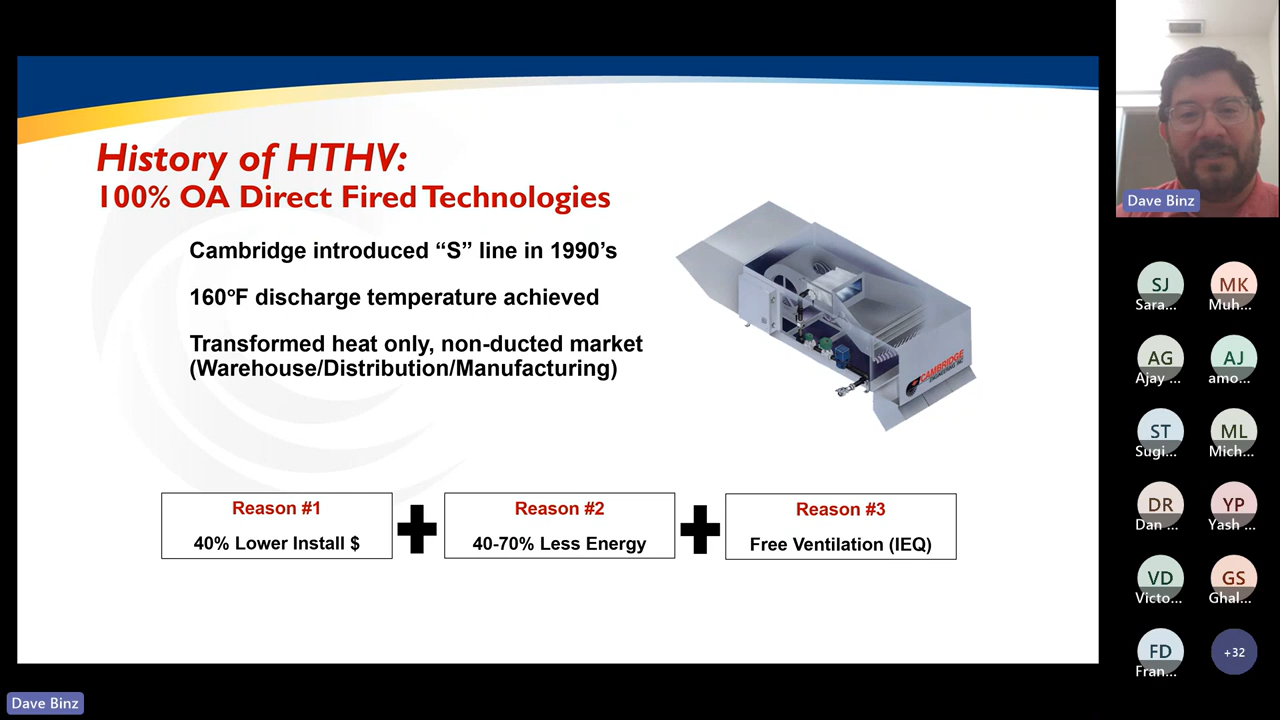 History of HTHV:
100% OA Direct Fired Technologies
Cambridge introduced “S” line in 1990’s
160ºF discharge temperature achieved
Transformed heat only, non-ducted market
(Warehouse/Distribution/Manufacturing)
CAMBRIDGE
ENGINEERING INC
Reason #1
40% Lower Install $
Reason #2
40-70% Less Energy
Reason #3
Free Ventilation (IEQ)
Dave Binz
SJ
Sara...
MK
Muh...
AG
Ajay ...
AJ
amo...
ST
Sugi...
ML
Mich...
DR
Dan ...
YP
Yash ...
VD
Victo...
GS
Ghal...
FD
Fran...
+32
Dave Binz